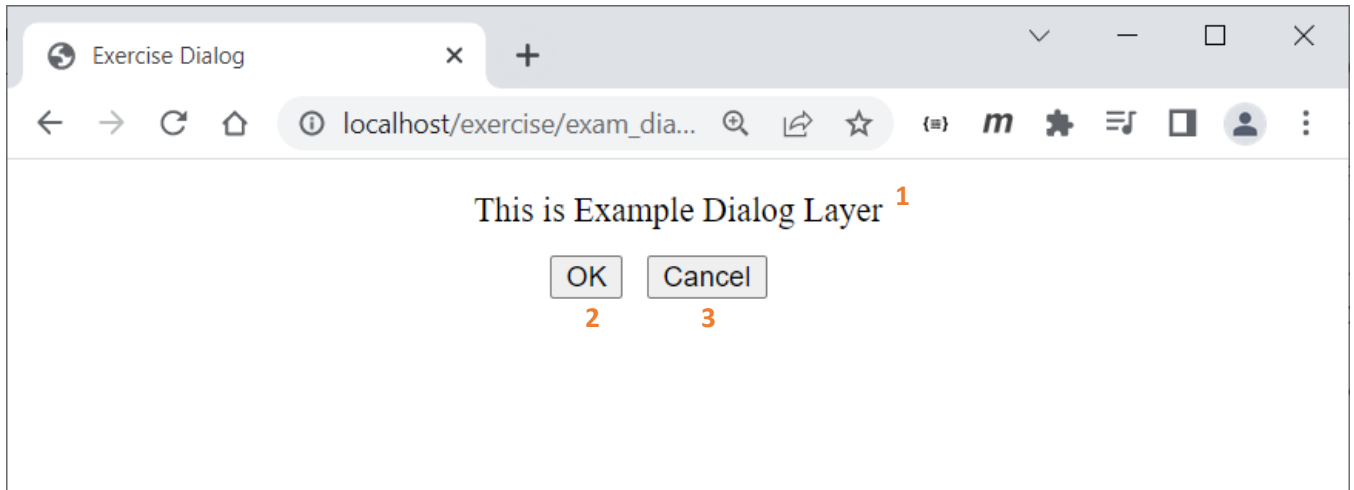 Exercise Dialog
localhost/exercise/exam_dia...
{≡} m
This is Example Dialog Layer 1
OK Cancel
2 3